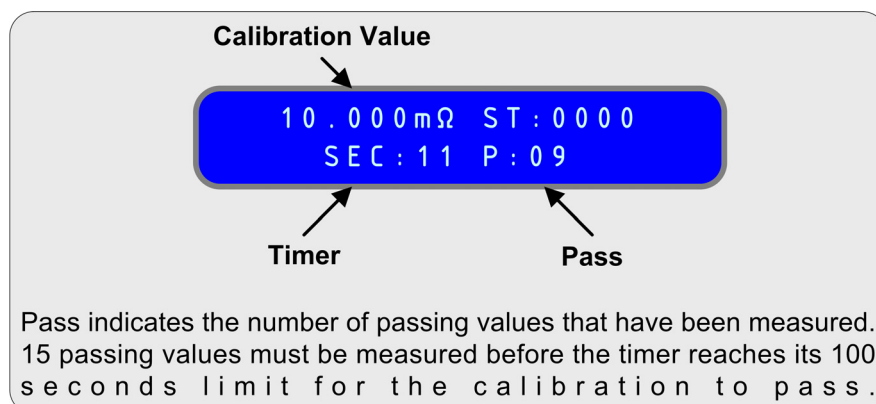 Calibration Value
10.000mΩ ST:0000
SEC:11 P:09
Timer Pass
Pass indicates the number of passing values that have been measured.
15 passing values must be measured before the timer reaches its 100
seconds limit for the calibration to pass.